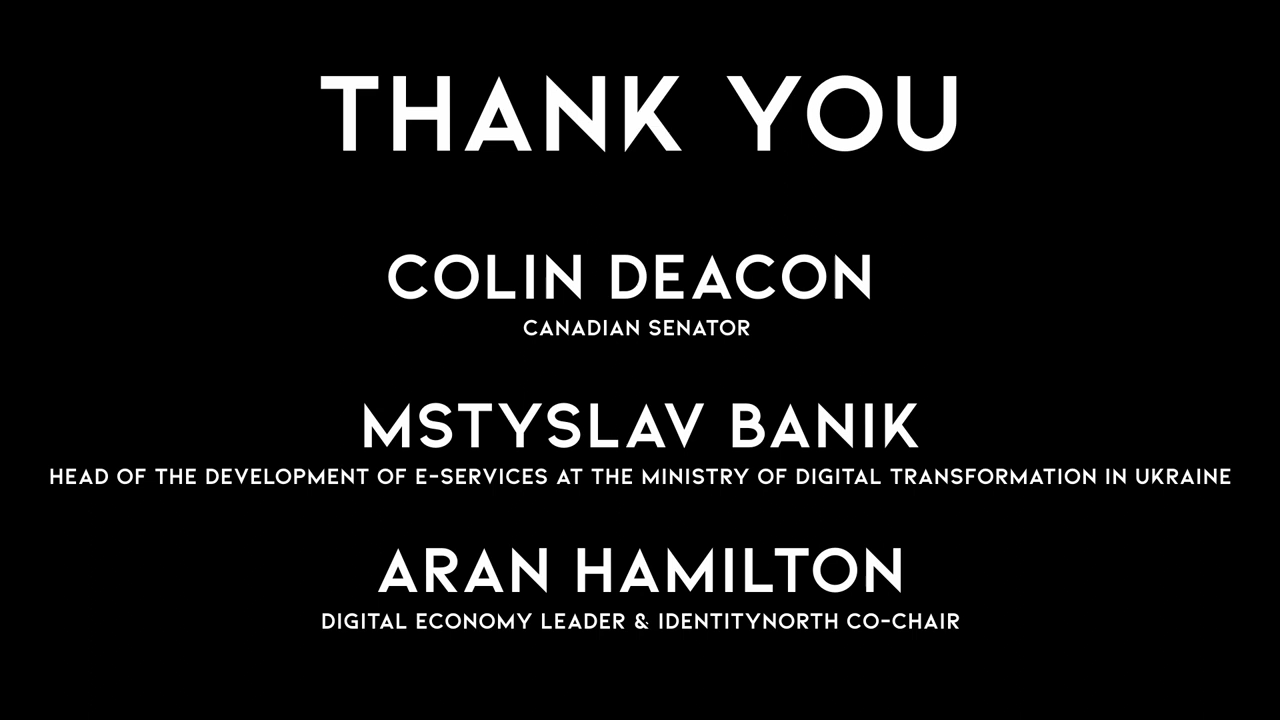 THANK YOU
COLIN DEACON
CANADIAN SENATOR
MSTYSLAV BANIK
HEAD OF THE DEVELOPMENT OF E-SERVICES AT THE MINISTRY OF DIGITAL TRANSFORMATION IN UKRAINE
ARAN HAMILTON
DIGITAL ECONOMY LEADER & IDENTITYNORTH CO-CHAIR